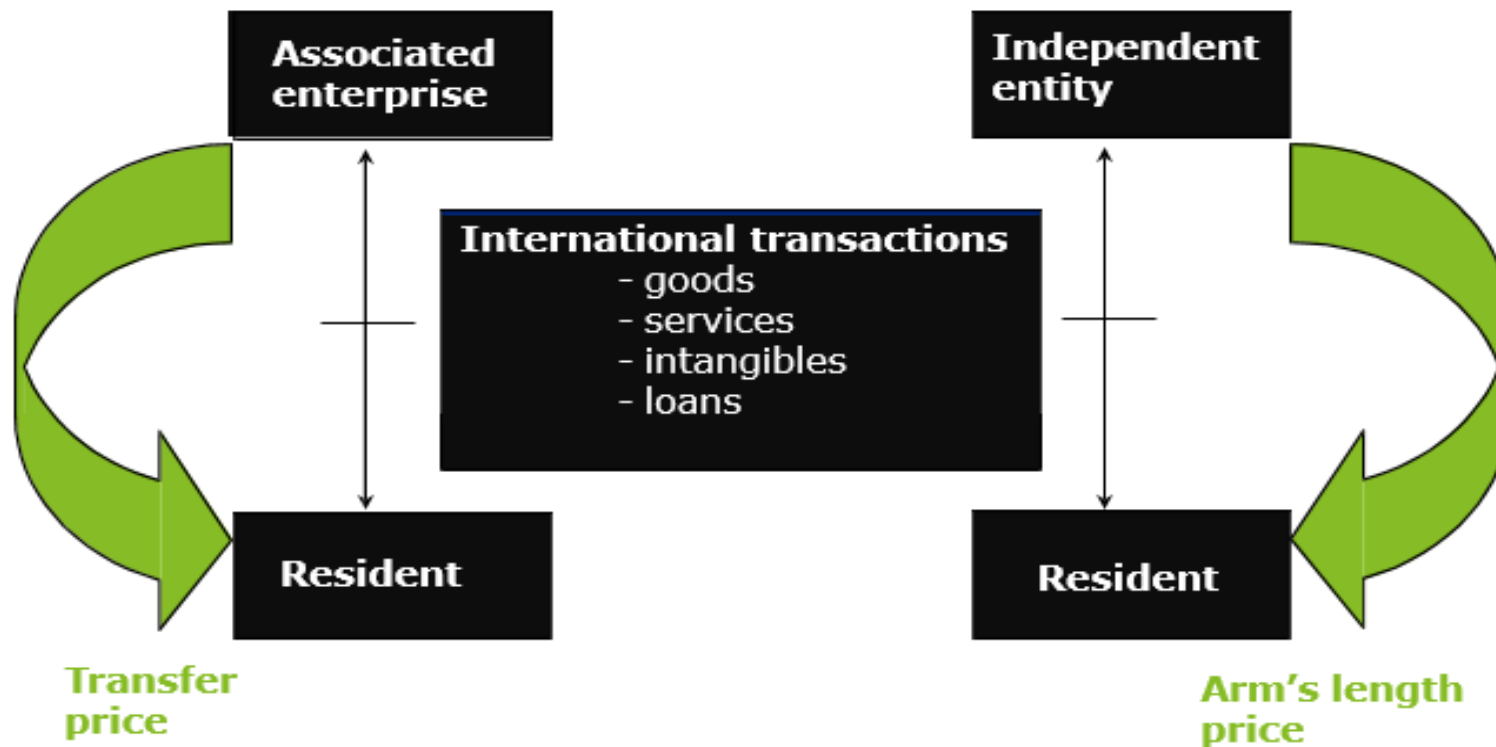 Associated
enterprise
Independent
entity
International transactions
- goods
- services
- intangibles
- loans
Resident
Resident
Transfer
price
Arm’s length
price